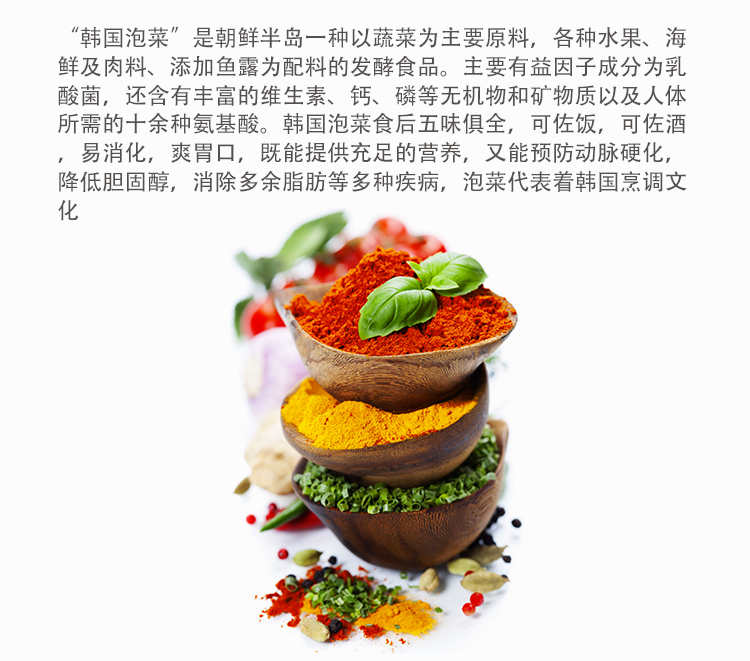 “韩国泡菜”是朝鲜半岛一种以蔬菜为主要原料，各种水果、海
鲜及肉料、添加鱼露为配料的发酵食品。主要有益因子成分为乳
酸菌，还含有丰富的维生素、钙、磷等无机物和矿物质以及人体
所需的十余种氨基酸。韩国泡菜食后五味俱全，可佐饭，可佐酒
，易消化，爽胃口，既能提供充足的营养，又能预防动脉硬化，
降低胆固醇，消除多余脂肪等多种疾病，泡菜代表着韩国烹调文
化